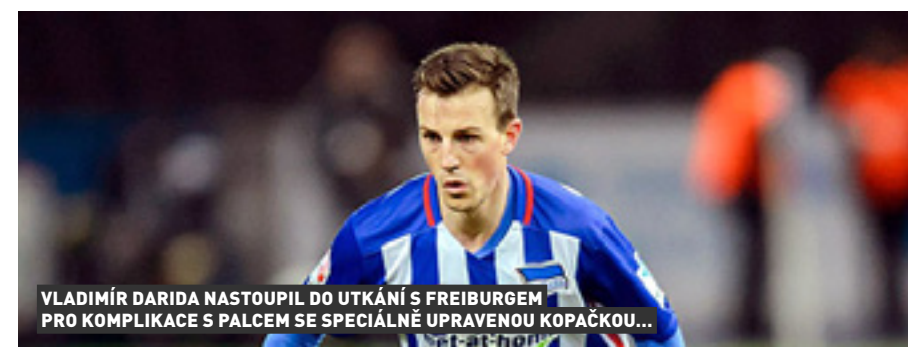 VLADIMÍR DARIDA NASTOUPIL DO UTKÁNÍ S FREIBURGEM
PRO KOMPLIKACE S PALCEM SE SPECIÁLNĚ UPRAVENOU KOPAČKOU...